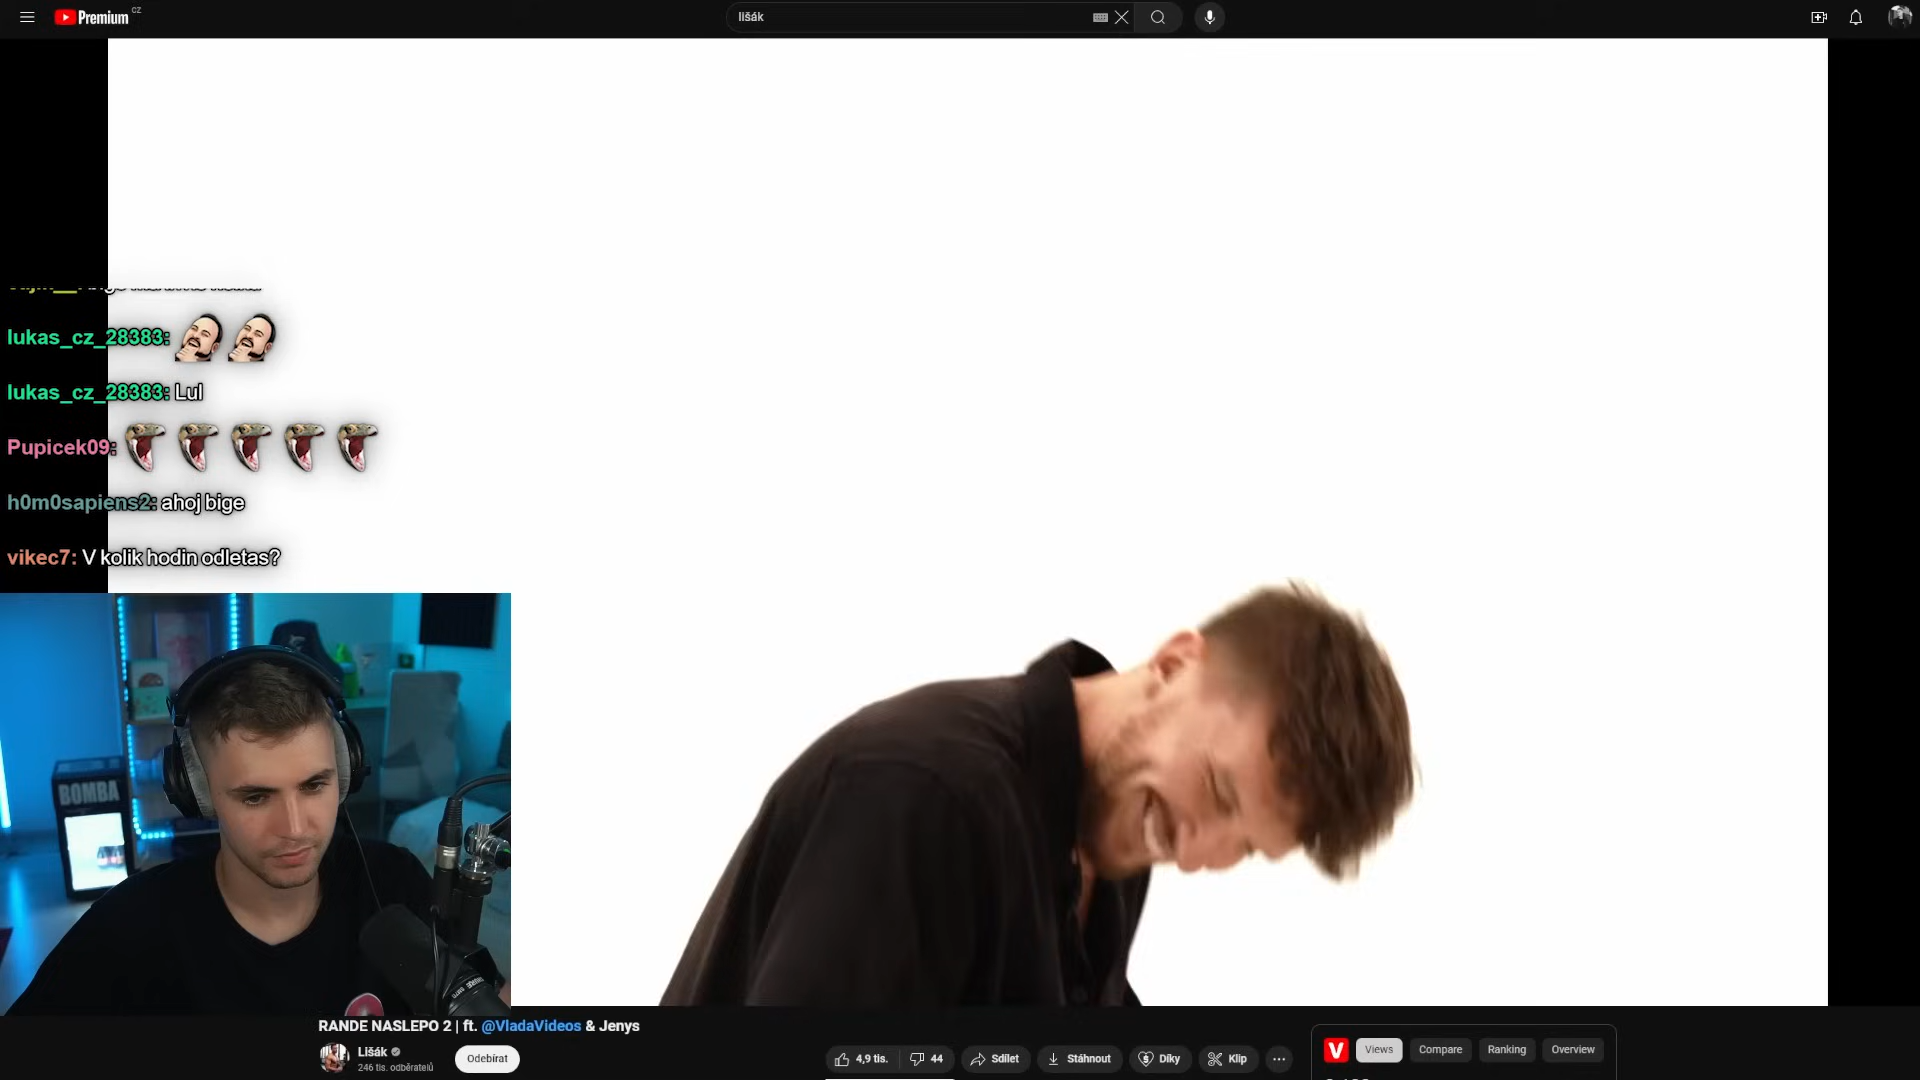 Premium CZ
lišák
lukas_cz_28383:
lukas_cz_28383: Lul
Pupicek09:
h0m0sapiens2: ahoj bige
vikec7: V kolik hodin odletas?
BOMBA
RANDE NASLEPO 2 | ft. @VladaVideos & Jenys
Lišák
246 tis. odběratelů
Odebírat
4,9 tis.
44
Sdílet
Stáhnout
Díky
Klip
Views
Compare
Ranking
Overview